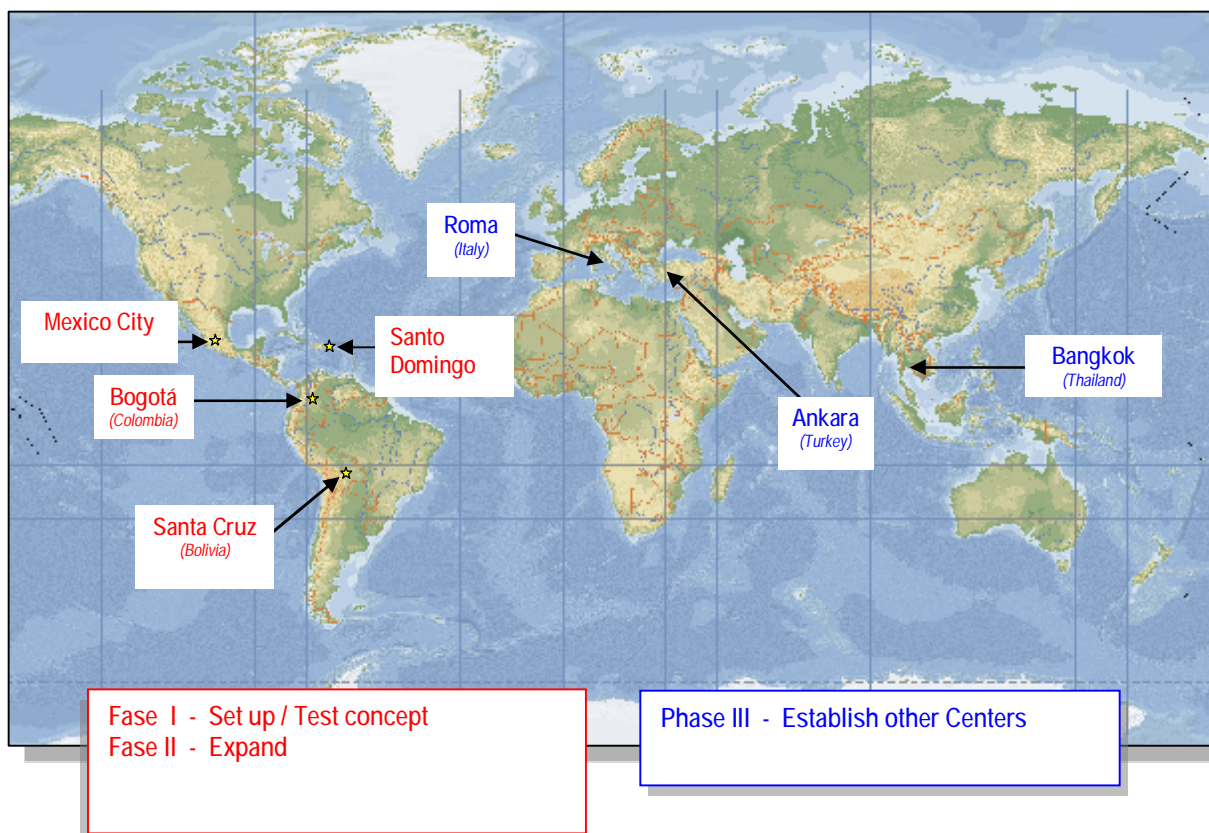 Roma
(Italy)
Mexico City
Santo
Domingo
Bogotá
(Colombia)
Bangkok
(Thailand)
Ankara
(Turkey)
Santa Cruz
(Bolivia)
Fase I - Set up / Test concept
Fase II - Expand
Phase III - Establish other Centers